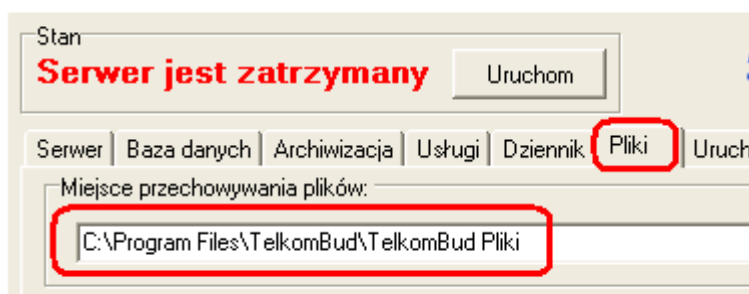 Stan
Serwer jest zatrzymany Uruchom
Serwer Baza danych Archiwizacja Usługi Dziennik Pliki Uruch
Miejsce przechowywania plików:
C:\Program Files\TelkomBud\TelkomBud Pliki